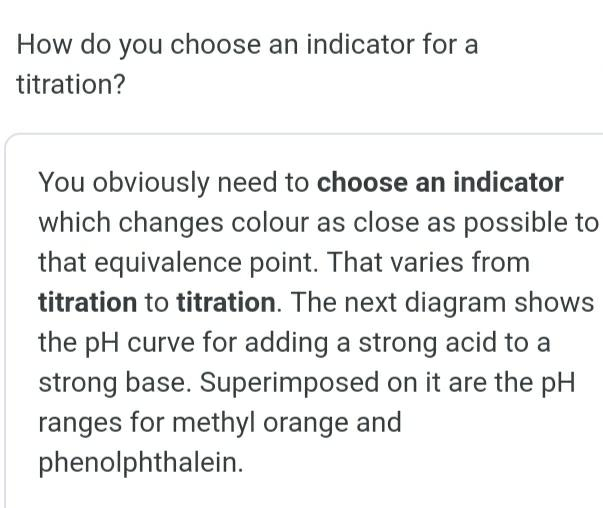 How do you choose an indicator for a
titration?
You obviously need to choose an indicator
which changes colour as close as possible to
that equivalence point. That varies from
titration to titration. The next diagram shows
the pH curve for adding a strong acid to a
strong base. Superimposed on it are the pH
ranges for methyl orange and
phenolphthalein.